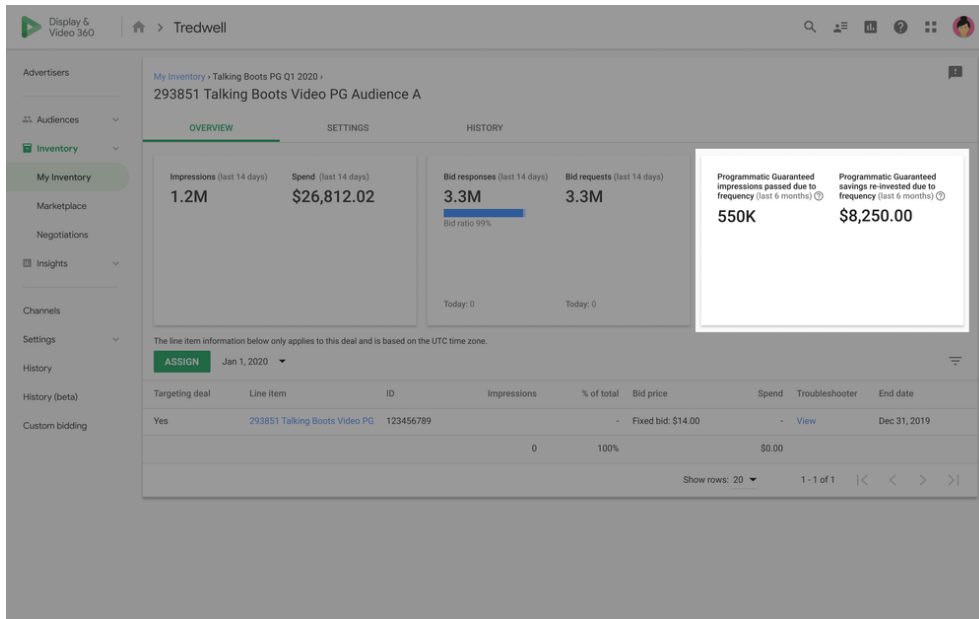 Display &
Video 360
Tredwell
Advertisers
Audiences
Inventory
My Inventory
Marketplace
Negotiations
Insights
Channels
Settings
History
History (beta)
Custom bidding
My Inventory › Talking Boots PG Q1 2020 ›
293851 Talking Boots Video PG Audience A
OVERVIEW SETTINGS HISTORY
Impressions (last 14 days) Spend (last 14 days)
1.2M $26,812.02
Bid responses (last 14 days) Bid requests (last 14 days)
3.3M 3.3M
Bid ratio 99%
Today: 0 Today: 0
Programmatic Guaranteed
impressions passed due to
frequency (last 6 months)
550K
Programmatic Guaranteed
savings re-invested due to
frequency (last 6 months)
$8,250.00
The line item information below only applies to this deal and is based on the UTC time zone.
ASSIGN Jan 1, 2020
Targeting deal Line item ID Impressions % of total Bid price Spend Troubleshooter End date
Yes 293851 Talking Boots Video PG 123456789 - Fixed bid: $14.00 - View Dec 31, 2019
0 100% $0.00
Show rows: 20 1 - 1 of 1